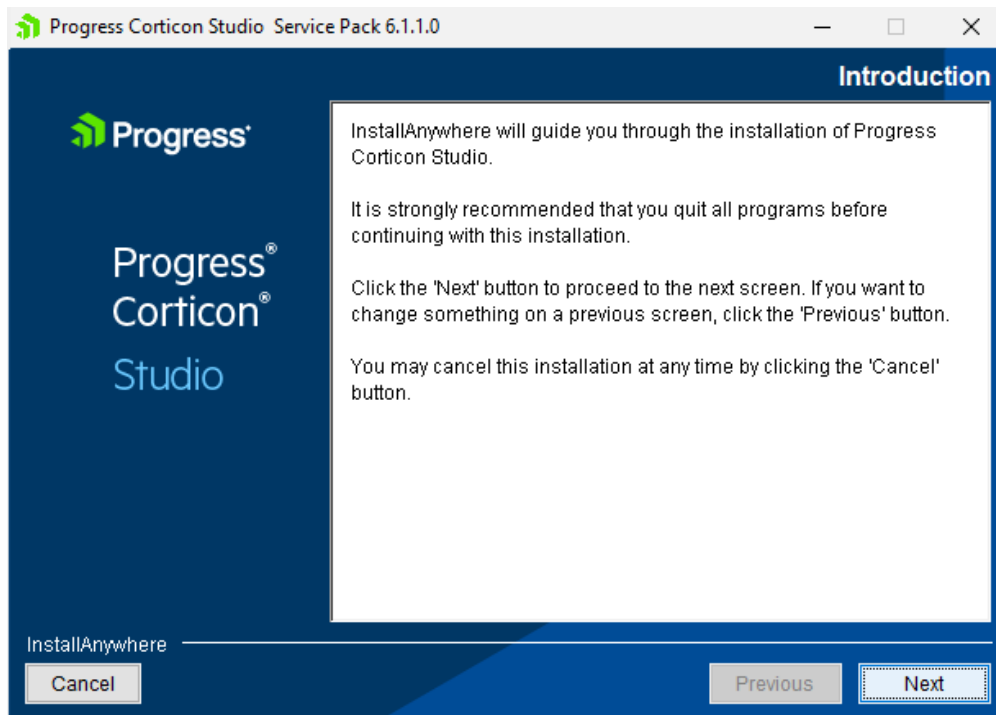 Progress Corticon Studio  Service Pack 6.1.1.0
Introduction
Progress
Progress®
Corticon®
Studio
InstallAnywhere will guide you through the installation of Progress
Corticon Studio.
It is strongly recommended that you quit all programs before
continuing with this installation.
Click the 'Next' button to proceed to the next screen. If you want to
change something on a previous screen, click the 'Previous' button.
You may cancel this installation at any time by clicking the 'Cancel'
button.
InstallAnywhere
Cancel
Previous
Next